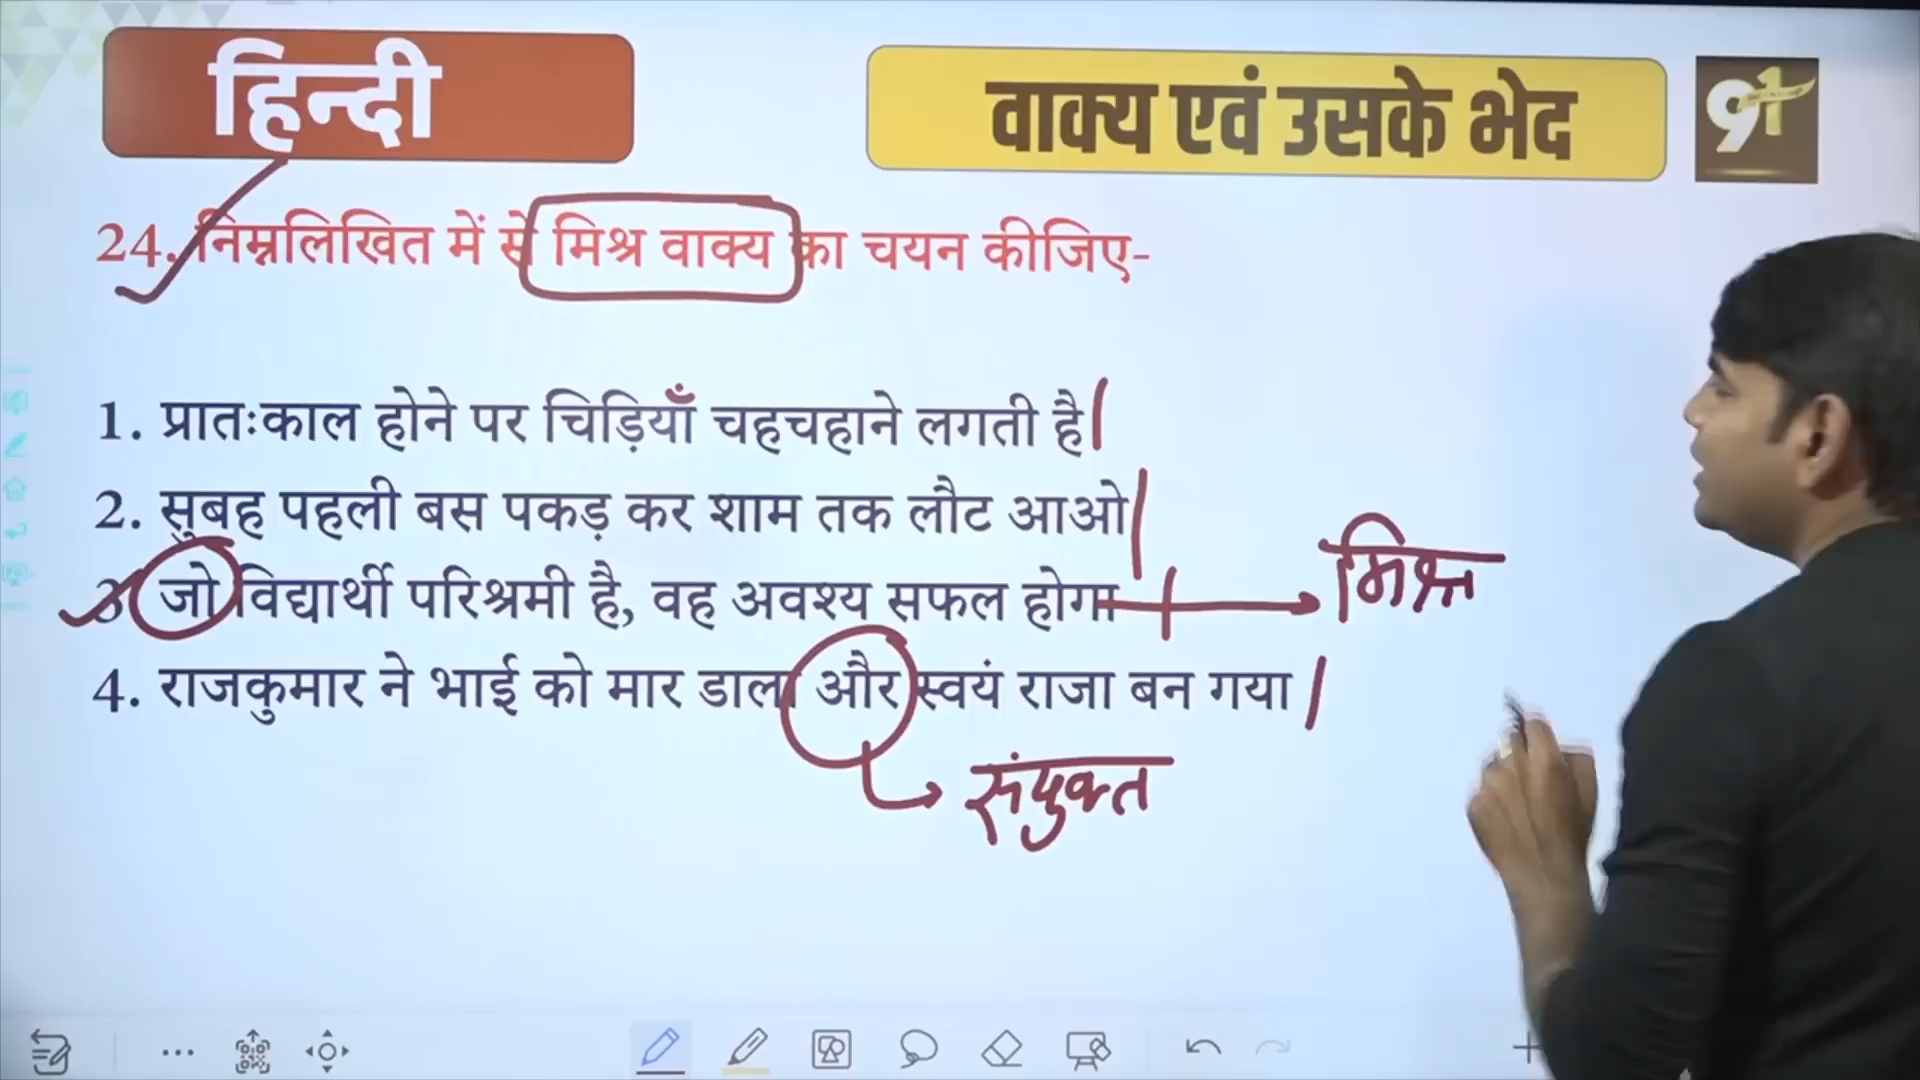 हिन्दी
वाक्य एवं उसके भेद
91
24. निम्नलिखित में से मिश्र वाक्य का चयन कीजिए-
1. प्रातःकाल होने पर चिड़ियाँ चहचहाने लगती है।
2. सुबह पहली बस पकड़ कर शाम तक लौट आओ।
3 जो विद्यार्थी परिश्रमी है, वह अवश्य सफल होगा
मिश्र
4. राजकुमार ने भाई को मार डाला और स्वयं राजा बन गया।
संयुक्त